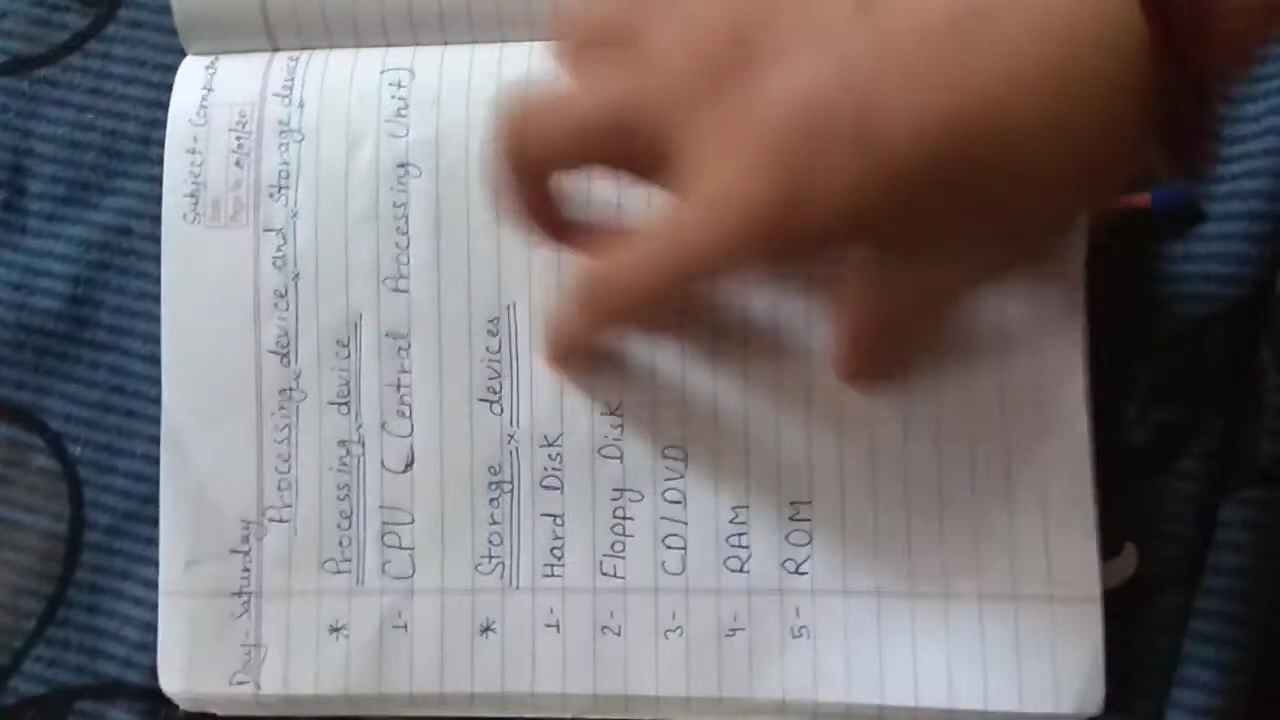 Subject- Compu
Day- Saturday
Processing device and Storage device
* Processing device
1- CPU (Central Processing Unit)
* Storage devices
1- Hard Disk
2- Floppy Disk
3- CD/DVD
4- RAM
5- ROM